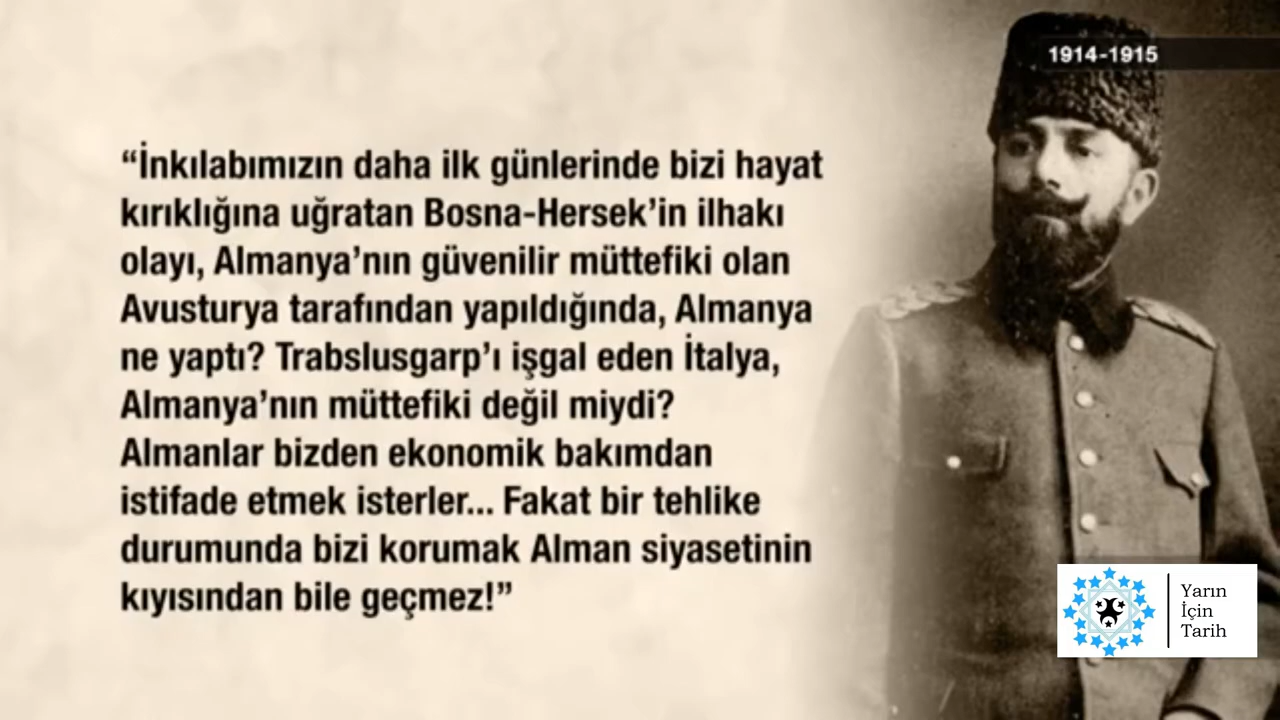 1914-1915
“İnkılabımızın daha ilk günlerinde bizi hayat
kırıklığına uğratan Bosna-Hersek’in ilhakı
olayı, Almanya’nın güvenilir müttefiki olan
Avusturya tarafından yapıldığında, Almanya
ne yaptı? Trabslusgarp’ı işgal eden İtalya,
Almanya’nın müttefiki değil miydi?
Almanlar bizden ekonomik bakımdan
istifade etmek isterler... Fakat bir tehlike
durumunda bizi korumak Alman siyasetinin
kıyısından bile geçmez!”
Yarın
İçin
Tarih